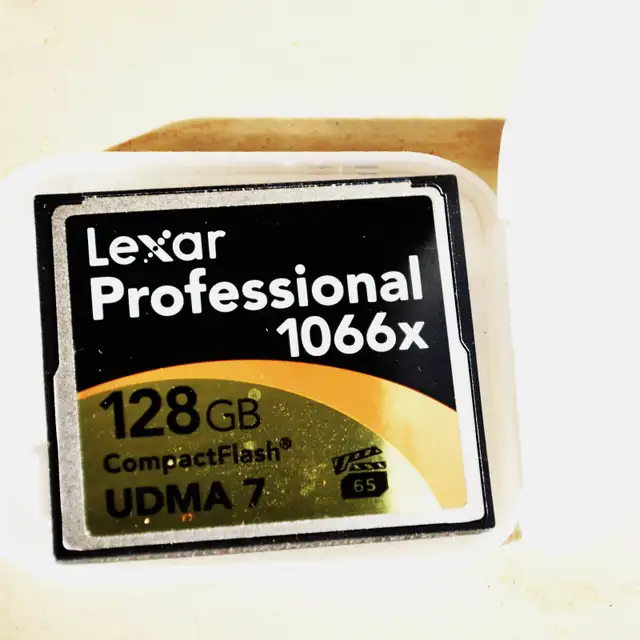 Lexar
Professional
1066x
128GB
CompactFlash®
UDMA 7
65